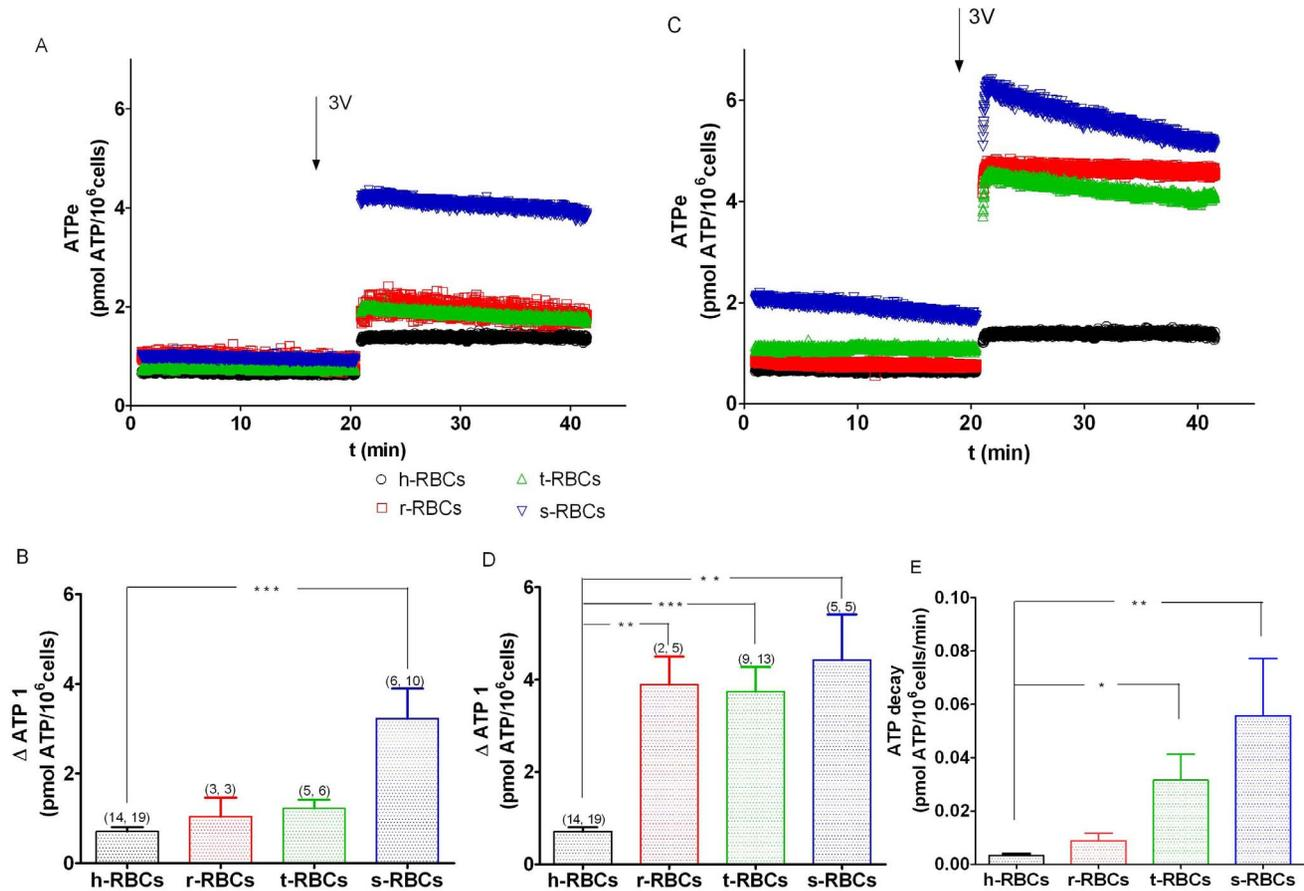 A
3V
ATPe
(pmol ATP/10⁶cells)
6
4
2
0
0 10 20 30 40
t (min)
C
3V
ATPe
(pmol ATP/10⁶cells)
6
4
2
0
0 10 20 30 40
t (min)
h-RBCs t-RBCs
r-RBCs s-RBCs
B
Δ ATP 1
(pmol ATP/10⁶cells)
6
4
2
0
***
(14, 19) (3, 3) (5, 6) (6, 10)
h-RBCs r-RBCs t-RBCs s-RBCs
D
Δ ATP 1
(pmol ATP/10⁶cells)
6
4
2
0
**
***
**
(14, 19) (2, 5) (9, 13) (5, 5)
h-RBCs r-RBCs t-RBCs s-RBCs
E
ATP decay
(pmol ATP/10⁶cells/min)
0.10
0.08
0.06
0.04
0.02
0.00
**
*
h-RBCs r-RBCs t-RBCs s-RBCs